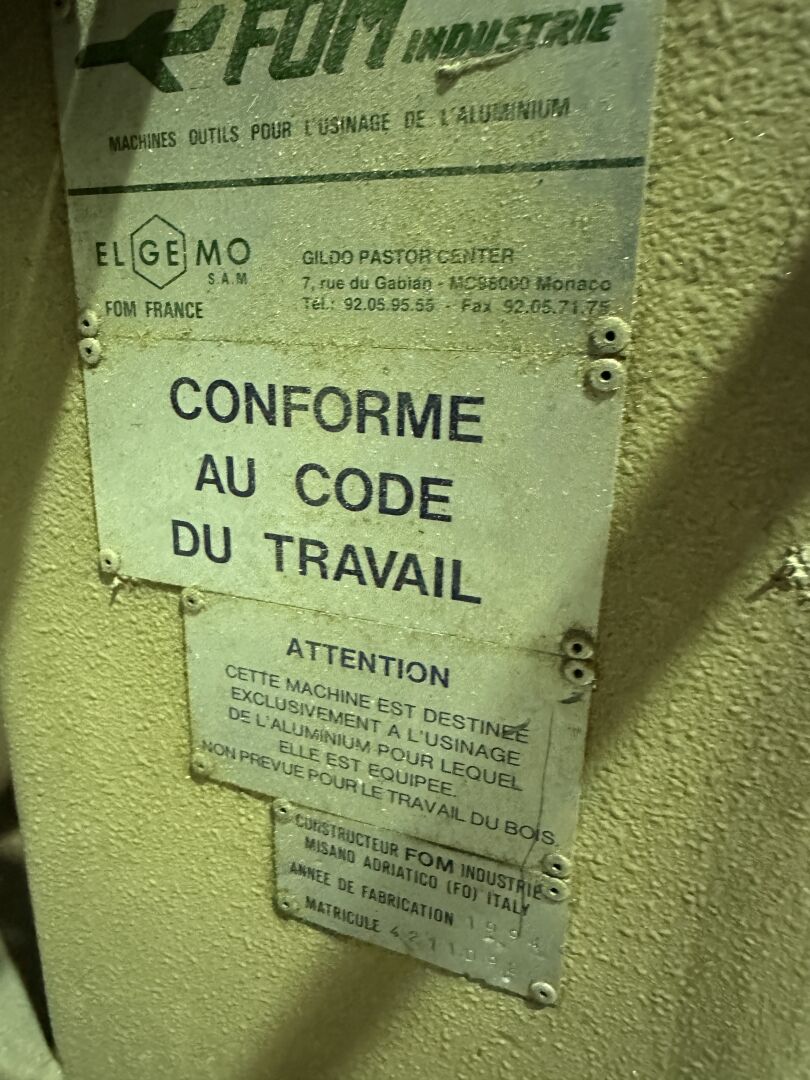 FOM INDUSTRIE
MACHINES OUTILS POUR L'USINAGE DE L'ALUMINIUM
ELGEMO
S.A.M
FOM FRANCE
GILDO PASTOR CENTER
7, rue du Gabian - MC98000 Monaco
Tél.: 92.05.95.55 - Fax 92.05.71.75
CONFORME
AU CODE
DU TRAVAIL
ATTENTION
CETTE MACHINE EST DESTINEE
EXCLUSIVEMENT A L'USINAGE
DE L'ALUMINIUM POUR LEQUEL
ELLE EST EQUIPEE.
NON PREVUE POUR LE TRAVAIL DU BOIS.
CONSTRUCTEUR FOM INDUSTRIE
MISANO ADRIATICO (FO) ITALY
ANNEE DE FABRICATION 1994
MATRICULE